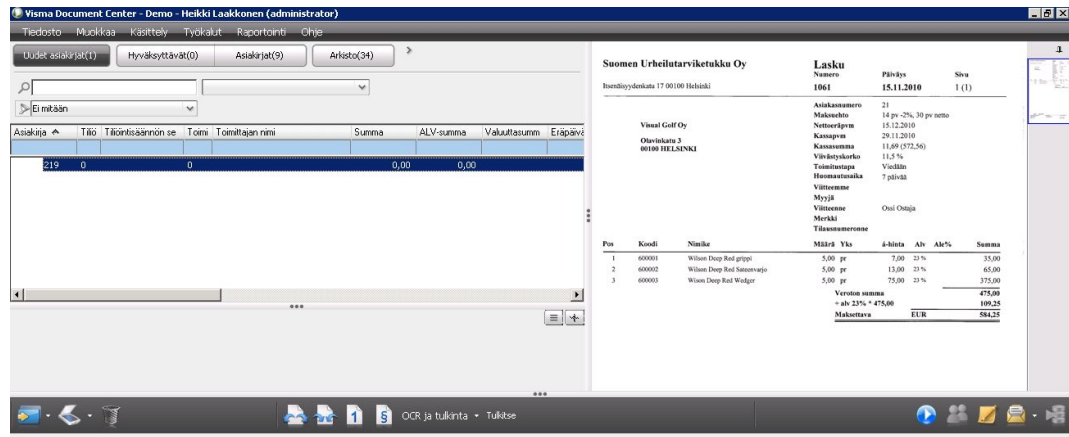 Visma Document Center - Demo - Heikki Laakkonen (administrator)
Tiedosto Muokkaa Käsittely Työkalut Raportointi Ohje
Uudet asiakirjat(1) Hyväksyttävät(0) Asiakirjat(9) Arkisto(34) >
Ei mitään
Asiakirja Tiliö Tiliöintisäännön se Toimi Toimittajan nimi Summa ALV-summa Valuuttasumm Eräpäivä
219 0 0 0,00 0,00
OCR ja tulkinta Tulkitse
Suomen Urheilutarviketukku Oy Lasku
Numero Päiväys Sivu
Itsenäisyydenkatu 17 00100 Helsinki 1061 15.11.2010 1 (1)
Asiakasnumero 21
Maksuehto 14 pv -2%, 30 pv netto
Visual Golf Oy Nettoeräpvm 15.12.2010
Kassapvm 29.11.2010
Olavinkatu 3 Kassasumma 11,69 (572,56)
00100 HELSINKI Viivästyskorko 11,5 %
Toimitustapa Viedään
Huomautusaika 7 päivää
Viitteemme
Myyjä
Viitteenne Ossi Ostaja
Merkki
Tilausnumeronne
Pos Koodi Nimike Määrä Yks á-hinta Alv Ale% Summa
1 600001 Wilson Deep Red grippi 5,00 pr 7,00 23 % 35,00
2 600002 Wilson Deep Red Sateenvarjo 5,00 pr 13,00 23 % 65,00
3 600003 Wison Deep Red Wedger 5,00 pr 75,00 23 % 375,00
Veroton summa 475,00
+ alv 23% * 475,00 109,25
Maksettava EUR 584,25